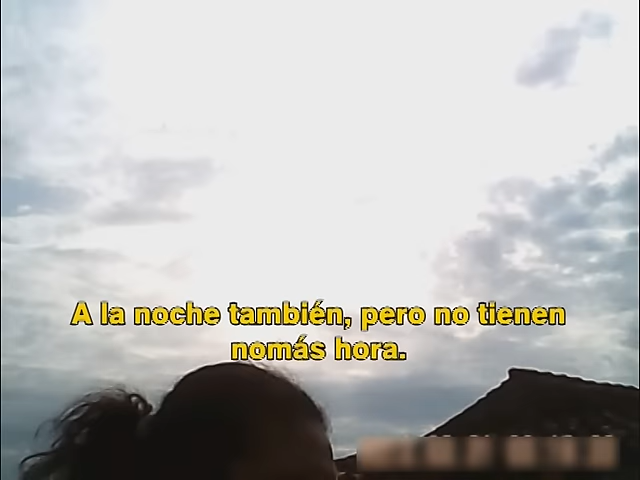 A la noche también, pero no tienen
nomás hora.